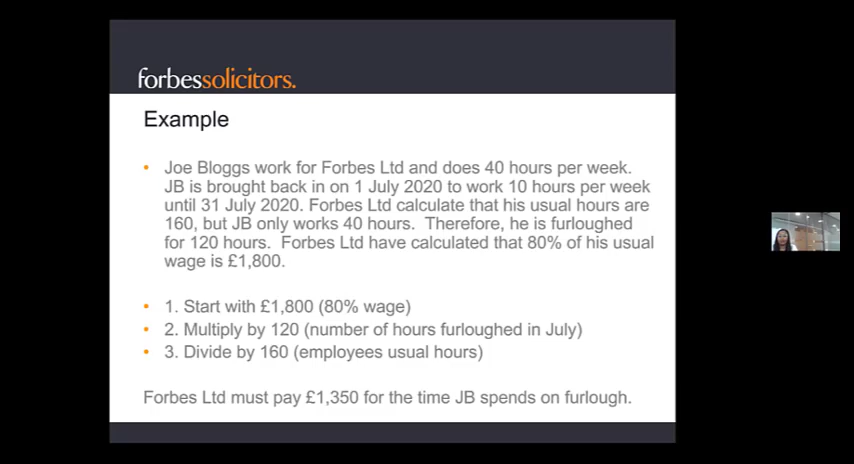 forbessolicitors.
Example
• Joe Bloggs work for Forbes Ltd and does 40 hours per week.
JB is brought back in on 1 July 2020 to work 10 hours per week
until 31 July 2020. Forbes Ltd calculate that his usual hours are
160, but JB only works 40 hours. Therefore, he is furloughed
for 120 hours. Forbes Ltd have calculated that 80% of his usual
wage is £1,800.
• 1. Start with £1,800 (80% wage)
• 2. Multiply by 120 (number of hours furloughed in July)
• 3. Divide by 160 (employees usual hours)
Forbes Ltd must pay £1,350 for the time JB spends on furlough.